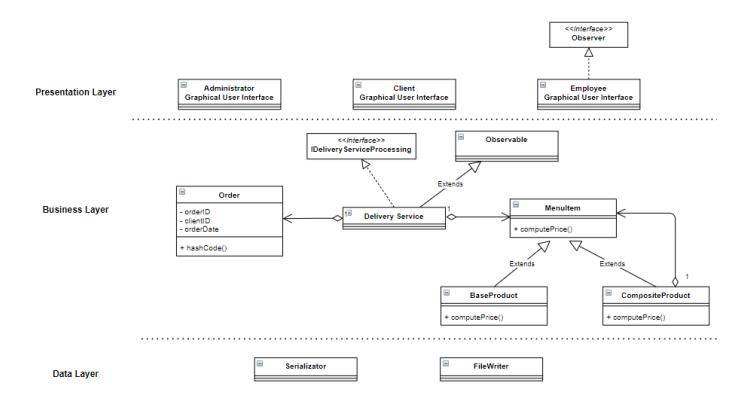 <<Interface>>
Observer
Presentation Layer
Administrator
Graphical User Interface
Client
Graphical User Interface
Employee
Graphical User Interface
<<Interface>>
IDeliveryServiceProcessing
Observable
Extends
Business Layer
Order
- orderID
- clientID
- orderDate
+ hashCode()
1
Delivery Service
1
MenuItem
+ computePrice()
Extends
Extends
1
BaseProduct
+ computePrice()
CompositeProduct
+ computePrice()
Data Layer
Serializator
FileWriter